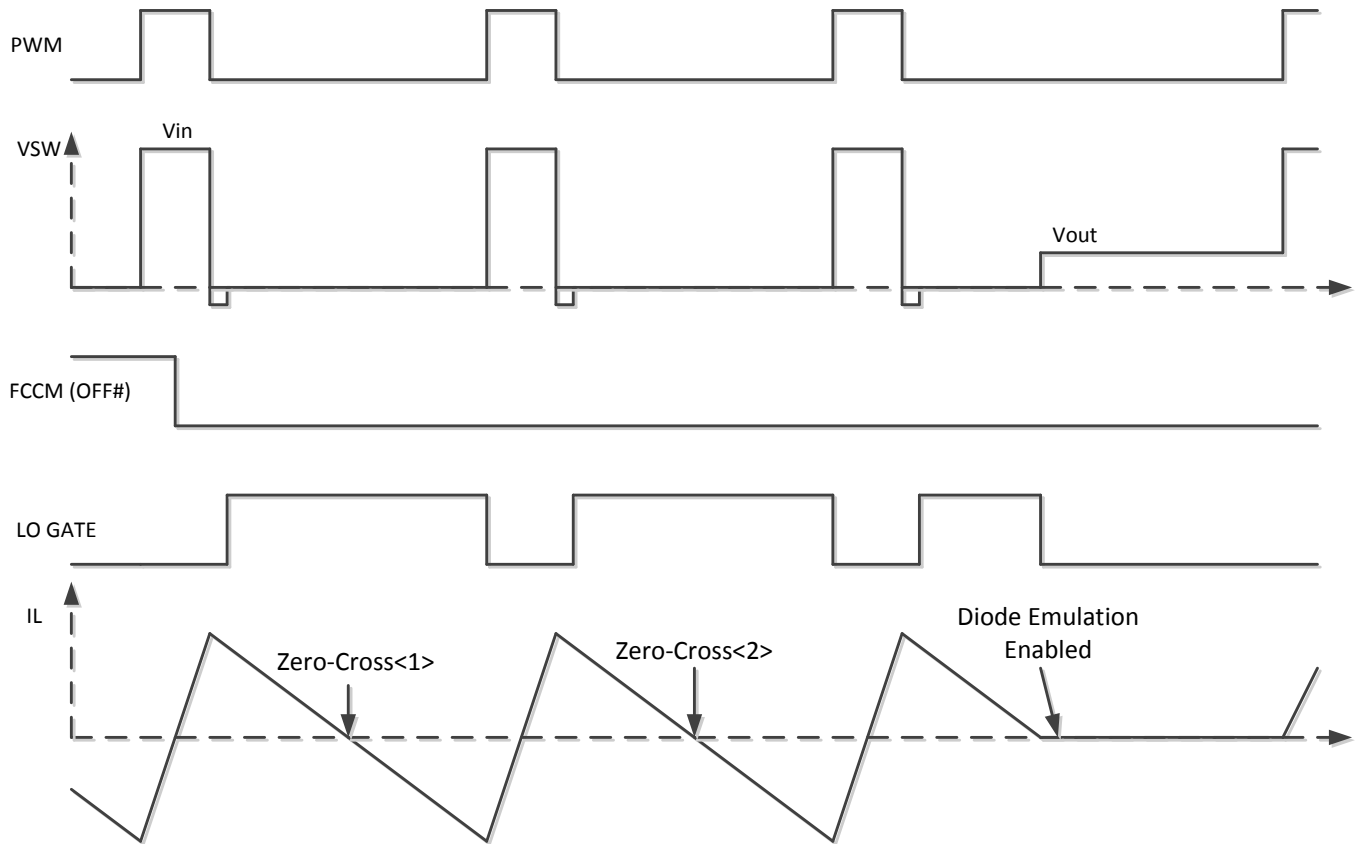 PWM
Vin
VSW
Vout
FCCM (OFF#)
LO GATE
IL
Zero-Cross<1>
Zero-Cross<2>
Diode Emulation
Enabled